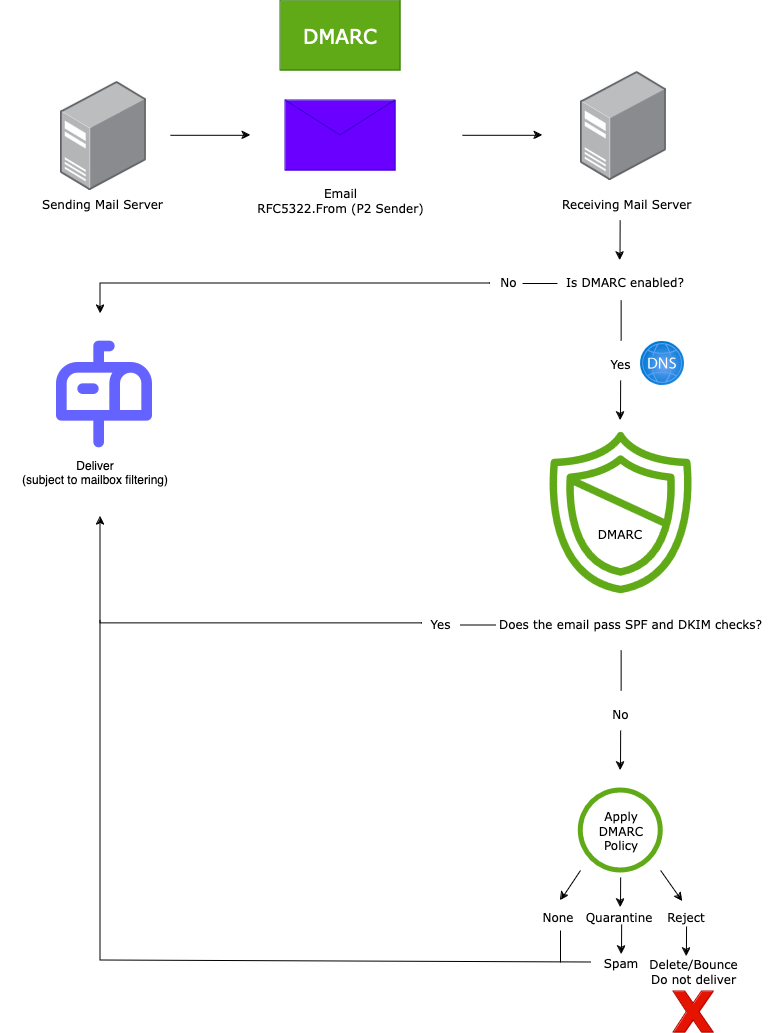 DMARC
Sending Mail Server
Email
RFC5322.From (P2 Sender)
Receiving Mail Server
No
Is DMARC enabled?
Yes
DNS
Deliver
(subject to mailbox filtering)
DMARC
Yes
Does the email pass SPF and DKIM checks?
No
Apply
DMARC
Policy
None
Quarantine
Reject
Spam
Delete/Bounce
Do not deliver